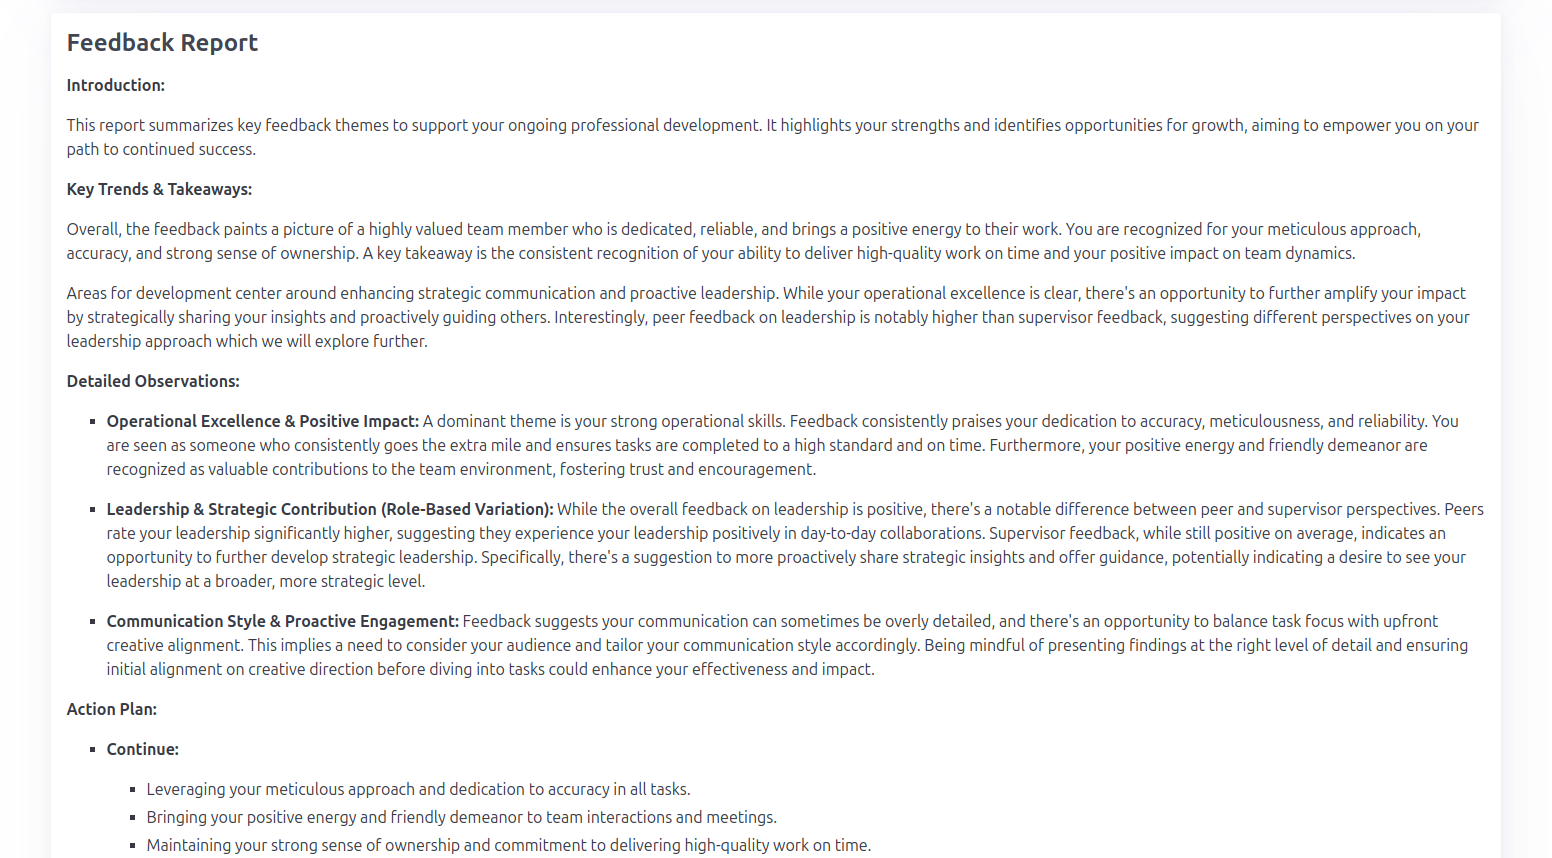 Feedback Report
Introduction:
This report summarizes key feedback themes to support your ongoing professional development. It highlights your strengths and identifies opportunities for growth, aiming to empower you on your
path to continued success.
Key Trends & Takeaways:
Overall, the feedback paints a picture of a highly valued team member who is dedicated, reliable, and brings a positive energy to their work. You are recognized for your meticulous approach,
accuracy, and strong sense of ownership. A key takeaway is the consistent recognition of your ability to deliver high-quality work on time and your positive impact on team dynamics.
Areas for development center around enhancing strategic communication and proactive leadership. While your operational excellence is clear, there's an opportunity to further amplify your impact
by strategically sharing your insights and proactively guiding others. Interestingly, peer feedback on leadership is notably higher than supervisor feedback, suggesting different perspectives on your
leadership approach which we will explore further.
Detailed Observations:
▪ Operational Excellence & Positive Impact: A dominant theme is your strong operational skills. Feedback consistently praises your dedication to accuracy, meticulousness, and reliability. You
are seen as someone who consistently goes the extra mile and ensures tasks are completed to a high standard and on time. Furthermore, your positive energy and friendly demeanor are
recognized as valuable contributions to the team environment, fostering trust and encouragement.
▪ Leadership & Strategic Contribution (Role-Based Variation): While the overall feedback on leadership is positive, there's a notable difference between peer and supervisor perspectives. Peers
rate your leadership significantly higher, suggesting they experience your leadership positively in day-to-day collaborations. Supervisor feedback, while still positive on average, indicates an
opportunity to further develop strategic leadership. Specifically, there's a suggestion to more proactively share strategic insights and offer guidance, potentially indicating a desire to see your
leadership at a broader, more strategic level.
▪ Communication Style & Proactive Engagement: Feedback suggests your communication can sometimes be overly detailed, and there's an opportunity to balance task focus with upfront
creative alignment. This implies a need to consider your audience and tailor your communication style accordingly. Being mindful of presenting findings at the right level of detail and ensuring
initial alignment on creative direction before diving into tasks could enhance your effectiveness and impact.
Action Plan:
▪ Continue:
▪ Leveraging your meticulous approach and dedication to accuracy in all tasks.
▪ Bringing your positive energy and friendly demeanor to team interactions and meetings.
▪ Maintaining your strong sense of ownership and commitment to delivering high-quality work on time.